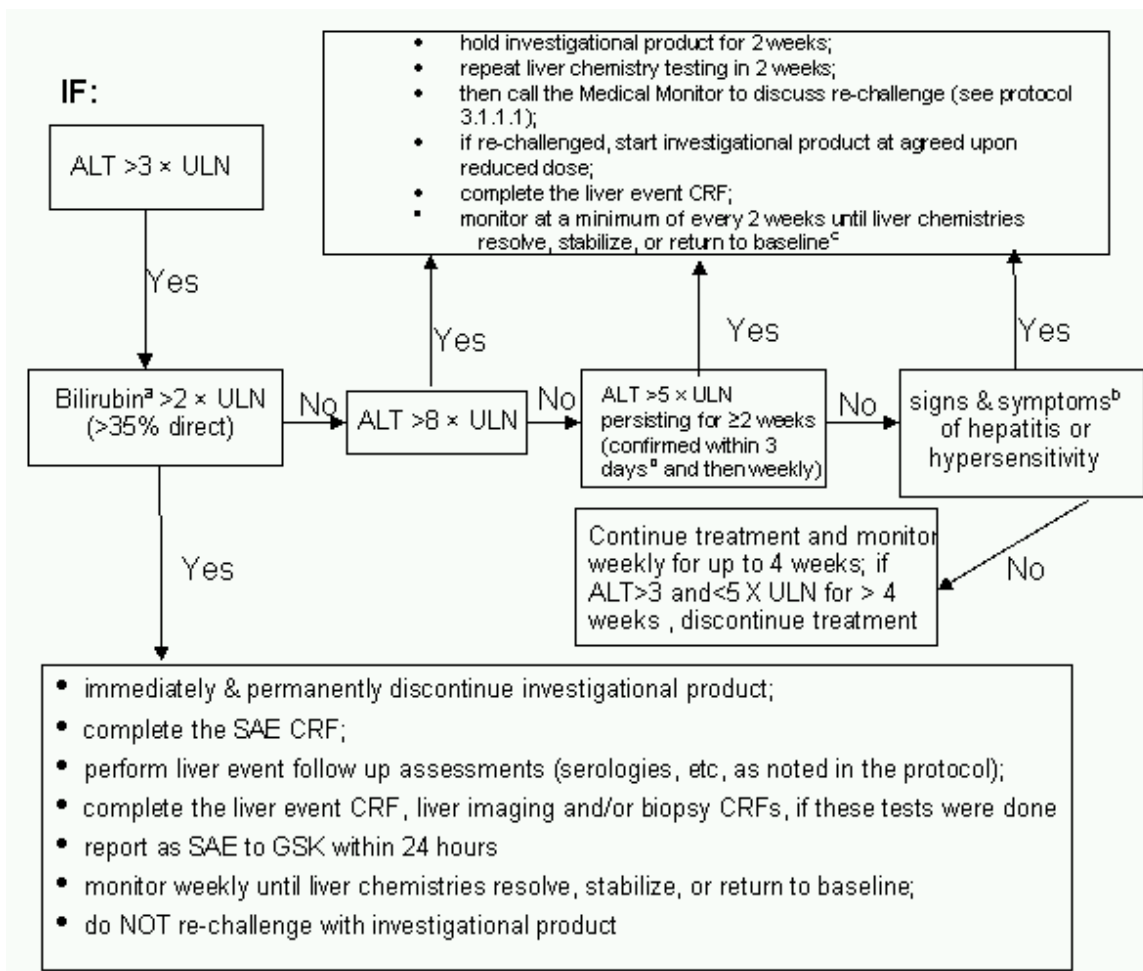 • hold investigational product for 2 weeks;
• repeat liver chemistry testing in 2 weeks;
• then call the Medical Monitor to discuss re-challenge (see protocol
3.1.1.1);
• if re-challenged, start investigational product at agreed upon
reduced dose;
• complete the liver event CRF;
▪ monitor at a minimum of every 2 weeks until liver chemistries
resolve, stabilize, or return to baselineᶜ
IF:
ALT >3 × ULN
Yes
Yes
Yes
Yes
Bilirubinᵃ >2 × ULN
(>35% direct)
No
ALT >8 × ULN
No
ALT >5 × ULN
persisting for ≥2 weeks
(confirmed within 3
daysᵃ and then weekly)
No
signs & symptomsᵇ
of hepatitis or
hypersensitivity
Yes
No
Continue treatment and monitor
weekly for up to 4 weeks; if
ALT>3 and<5 X ULN for > 4
weeks , discontinue treatment
• immediately & permanently discontinue investigational product;
• complete the SAE CRF;
• perform liver event follow up assessments (serologies, etc, as noted in the protocol);
• complete the liver event CRF, liver imaging and/or biopsy CRFs, if these tests were done
• report as SAE to GSK within 24 hours
• monitor weekly until liver chemistries resolve, stabilize, or return to baseline;
• do NOT re-challenge with investigational product